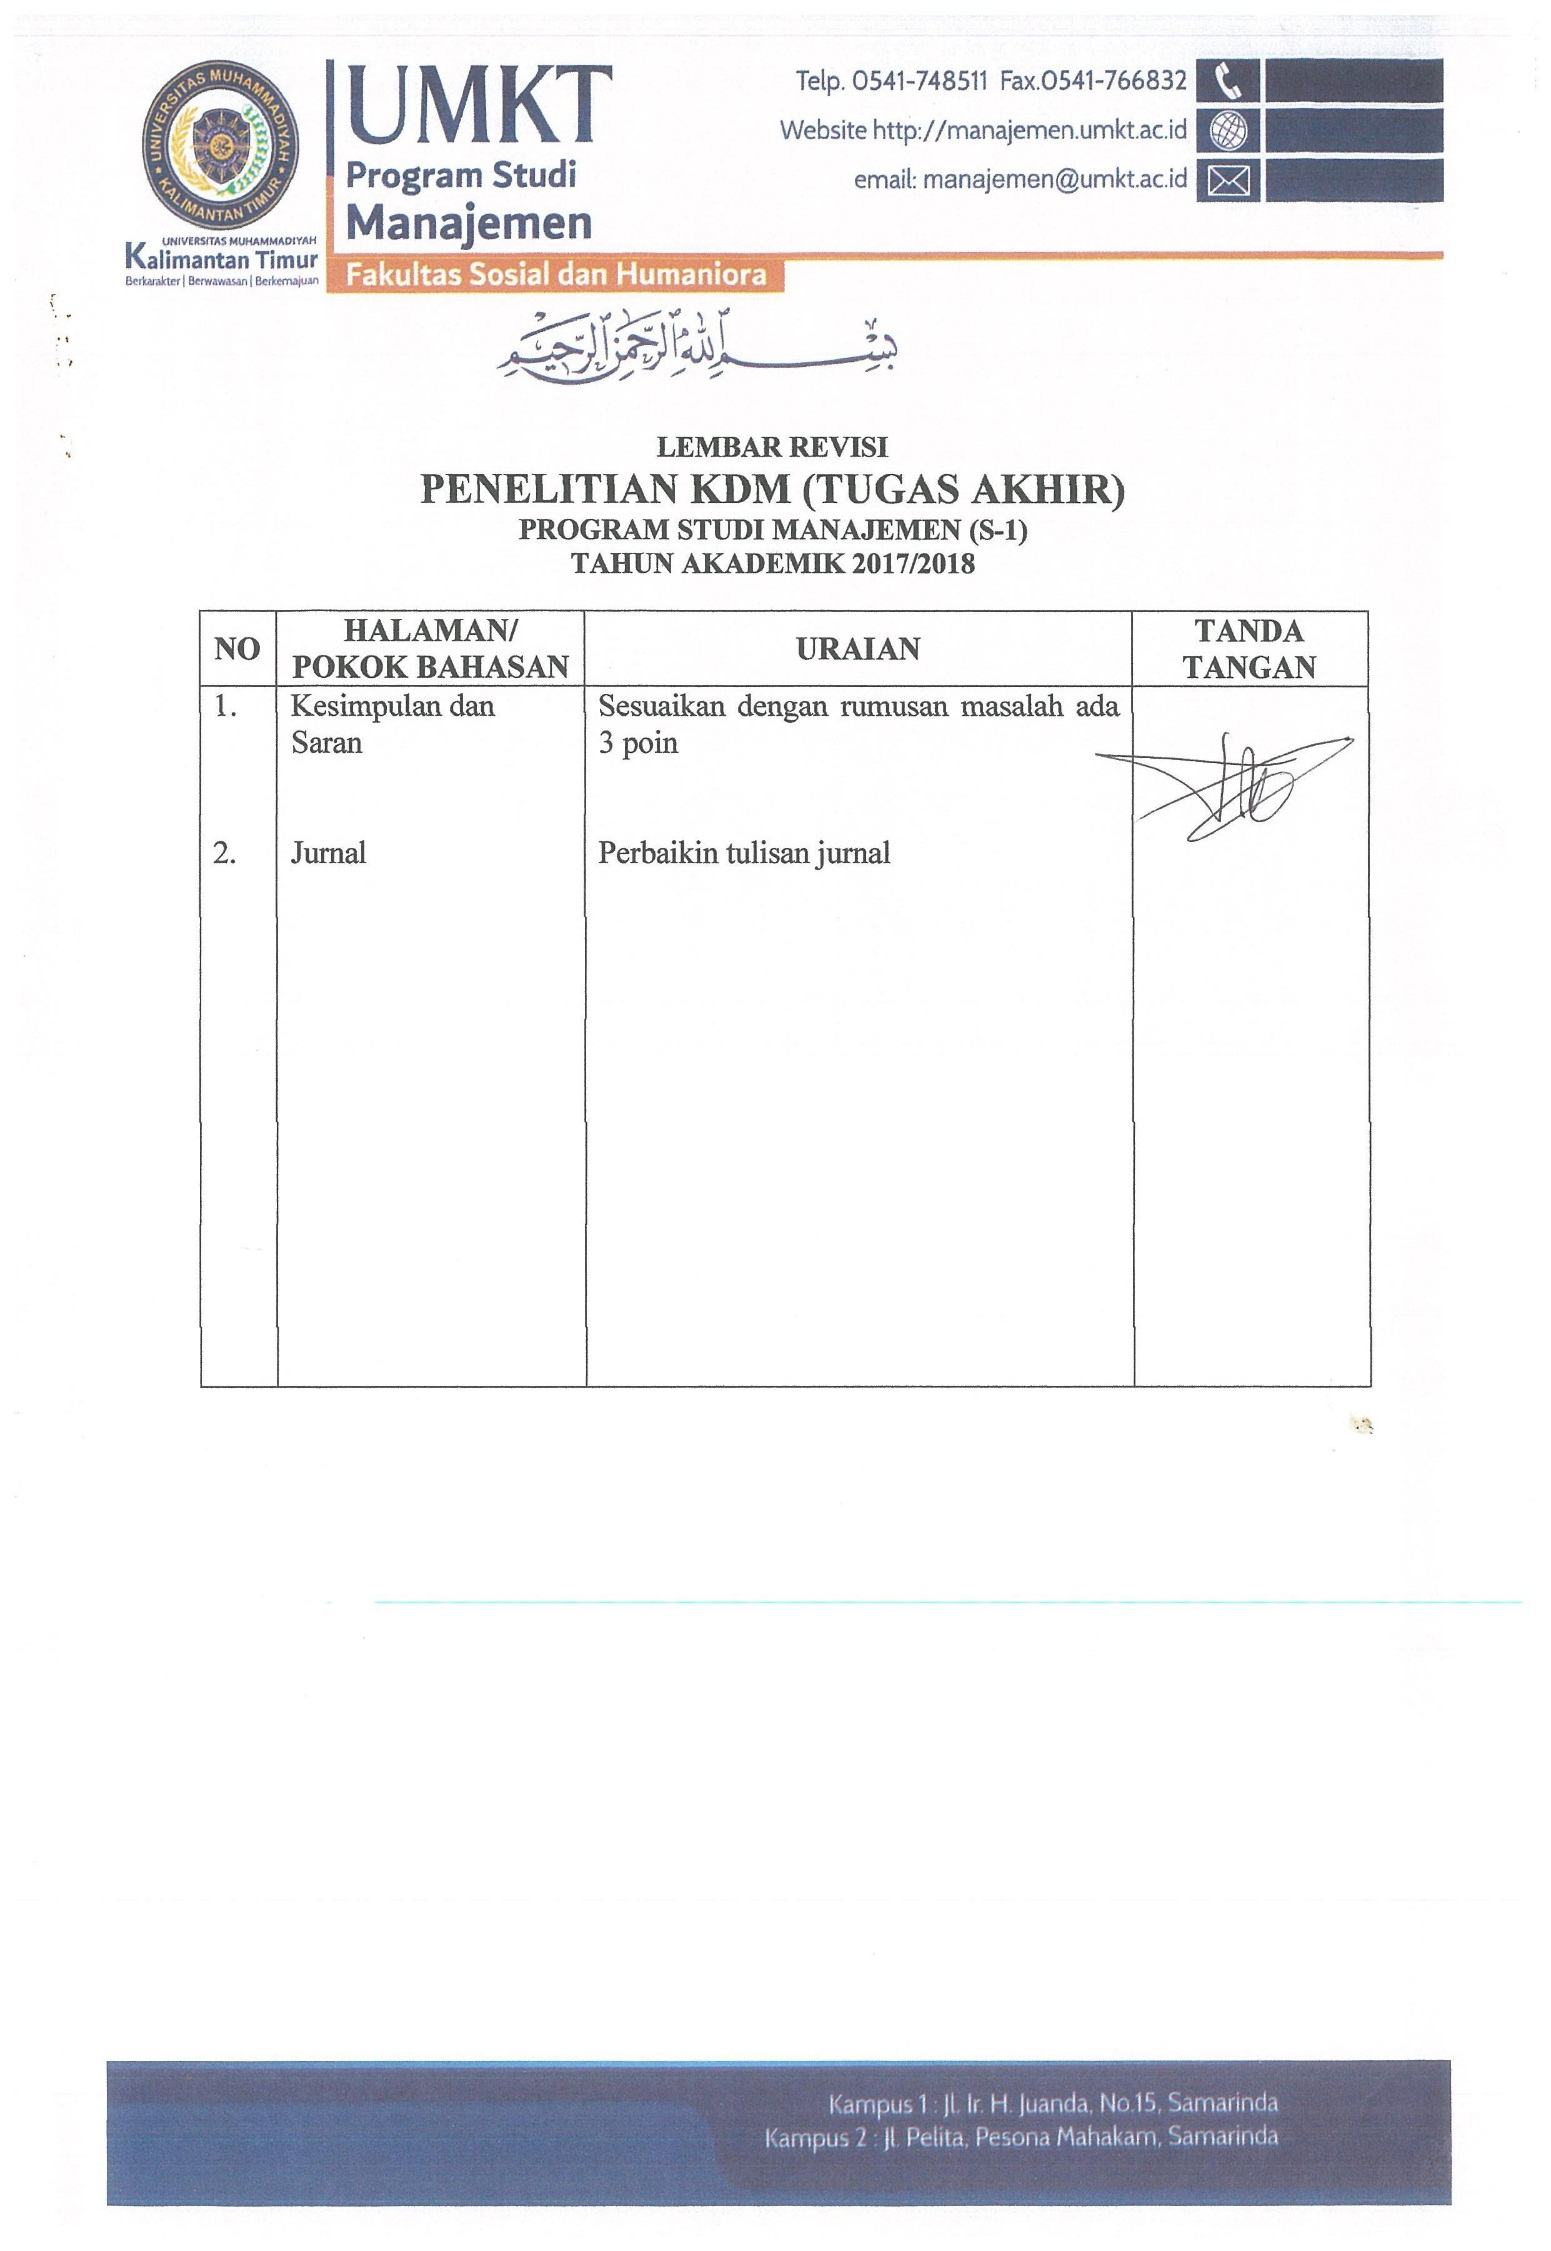 UNIVERSITAS MUHAMMADIYAH
KALIMANTAN TIMUR
UNIVERSITAS MUHAMMADIYAH
Kalimantan Timur
Berkarakter | Berwawasan | Berkemajuan
UMKT
Program Studi
Manajemen
Fakultas Sosial dan Humaniora
Telp. 0541-748511 Fax.0541-766832
Website http://manajemen.umkt.ac.id
email: manajemen@umkt.ac.id
بِسْمِ اللهِ الرَّحْمٰنِ الرَّحِيْمِ
LEMBAR REVISI
PENELITIAN KDM (TUGAS AKHIR)
PROGRAM STUDI MANAJEMEN (S-1)
TAHUN AKADEMIK 2017/2018
NO
HALAMAN/
POKOK BAHASAN
URAIAN
TANDA
TANGAN
1.
Kesimpulan dan
Saran
Sesuaikan dengan rumusan masalah ada
3 poin
2.
Jurnal
Perbaikin tulisan jurnal
Kampus 1 : Jl. Ir. H. Juanda, No.15, Samarinda
Kampus 2 : Jl. Pelita, Pesona Mahakam, Samarinda